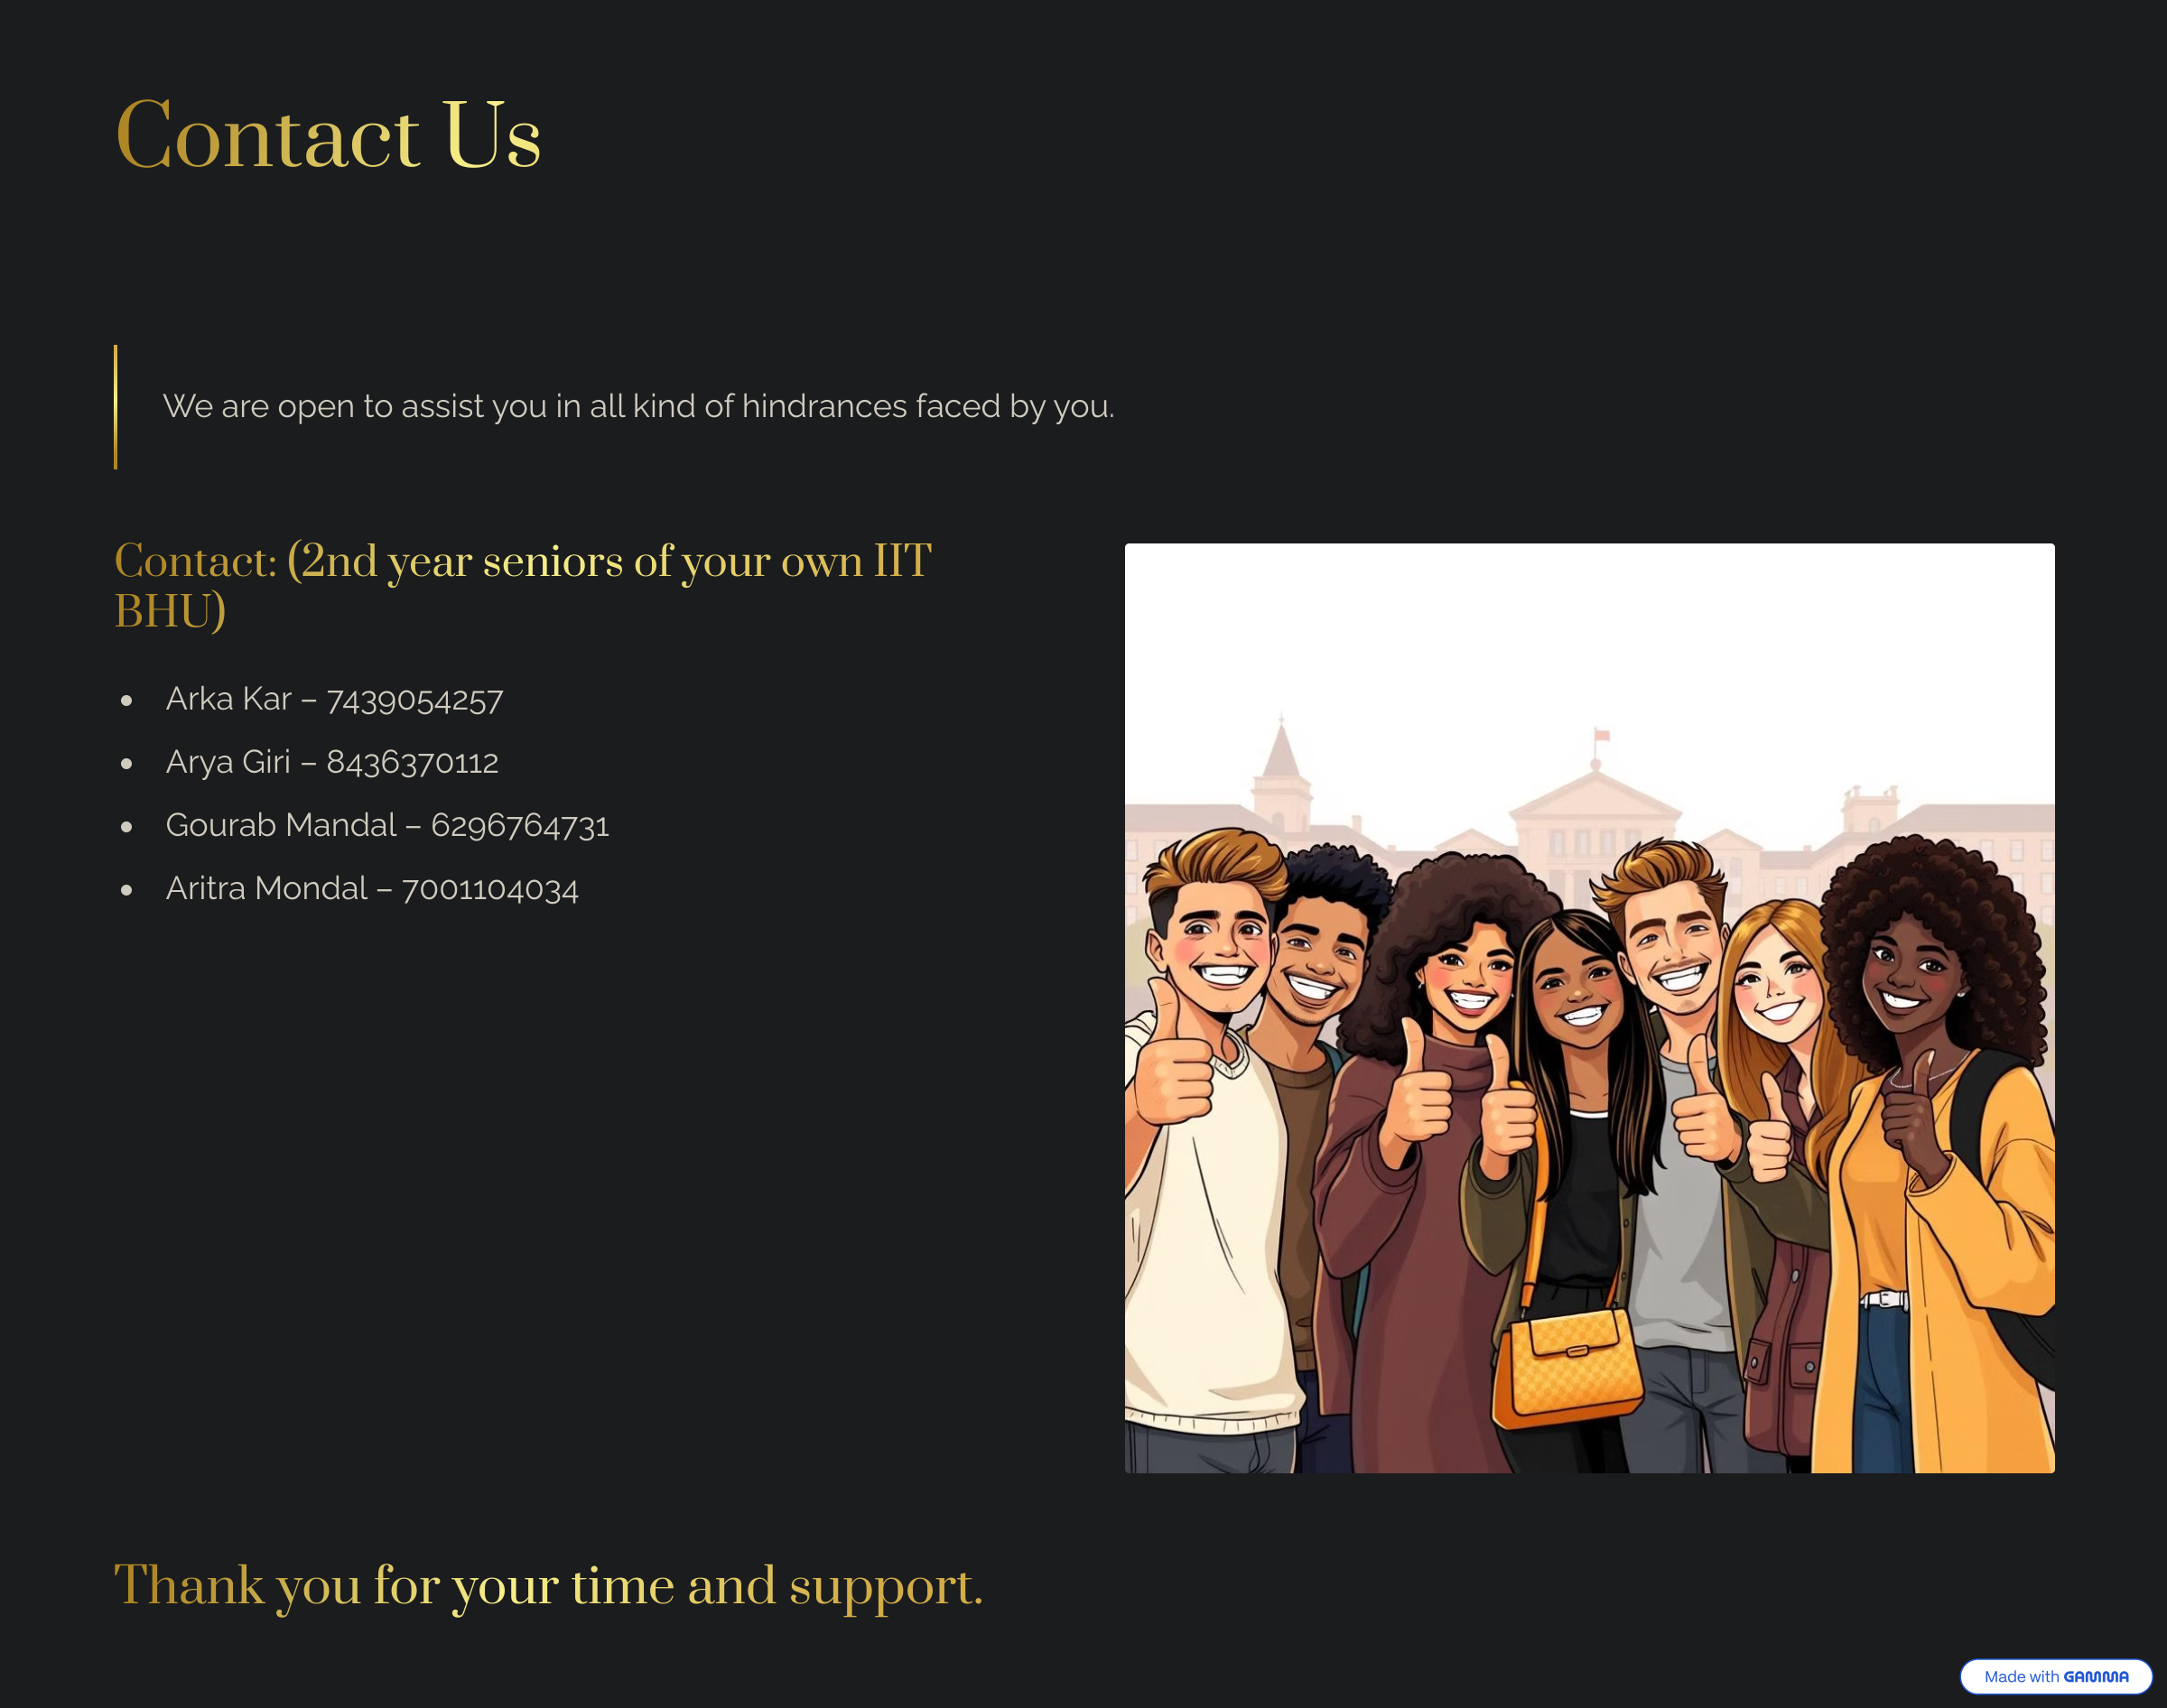 Contact Us
We are open to assist you in all kind of hindrances faced by you.
Contact: (2nd year seniors of your own IIT
BHU)
● Arka Kar – 7439054257
● Arya Giri – 8436370112
● Gourab Mandal – 6296764731
● Aritra Mondal – 7001104034
Thank you for your time and support.
Made with GAMMA